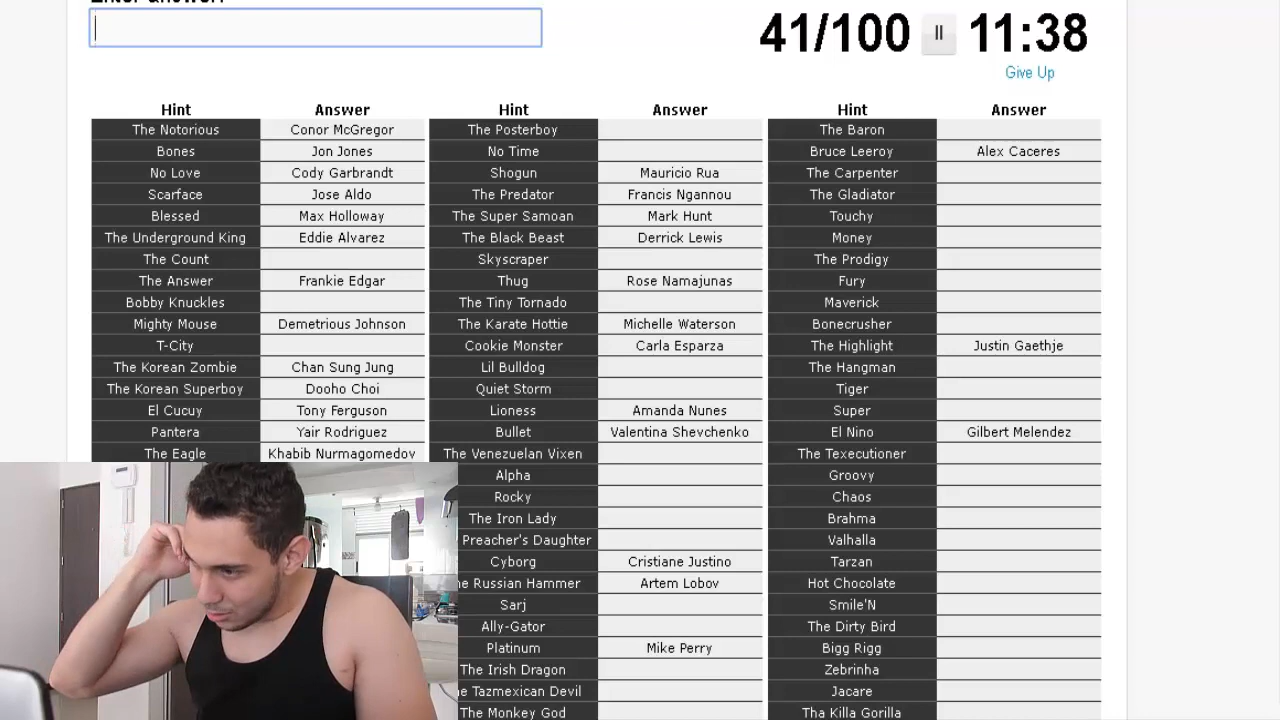 41/100 11:38
Give Up
Hint Answer Hint Answer Hint Answer
The Notorious Conor McGregor The Posterboy The Baron
Bones Jon Jones No Time Bruce Leeroy Alex Caceres
No Love Cody Garbrandt Shogun Mauricio Rua The Carpenter
Scarface Jose Aldo The Predator Francis Ngannou The Gladiator
Blessed Max Holloway The Super Samoan Mark Hunt Touchy
The Underground King Eddie Alvarez The Black Beast Derrick Lewis Money
The Count Skyscraper The Prodigy
The Answer Frankie Edgar Thug Rose Namajunas Fury
Bobby Knuckles The Tiny Tornado Maverick
Mighty Mouse Demetrious Johnson The Karate Hottie Michelle Waterson Bonecrusher
T-City Cookie Monster Carla Esparza The Highlight Justin Gaethje
The Korean Zombie Chan Sung Jung Lil Bulldog The Hangman
The Korean Superboy Dooho Choi Quiet Storm Tiger
El Cucuy Tony Ferguson Lioness Amanda Nunes Super
Pantera Yair Rodriguez Bullet Valentina Shevchenko El Nino Gilbert Melendez
The Eagle Khabib Nurmagomedov The Venezuelan Vixen The Texecutioner
Alpha Groovy
Rocky Chaos
The Iron Lady Brahma
Preacher's Daughter Valhalla
Cyborg Cristiane Justino Tarzan
Russian Hammer Artem Lobov Hot Chocolate
Sarj Smile'N
Ally-Gator The Dirty Bird
Platinum Mike Perry Bigg Rigg
The Irish Dragon Zebrinha
Tazmexican Devil Jacare
The Monkey God Tha Killa Gorilla